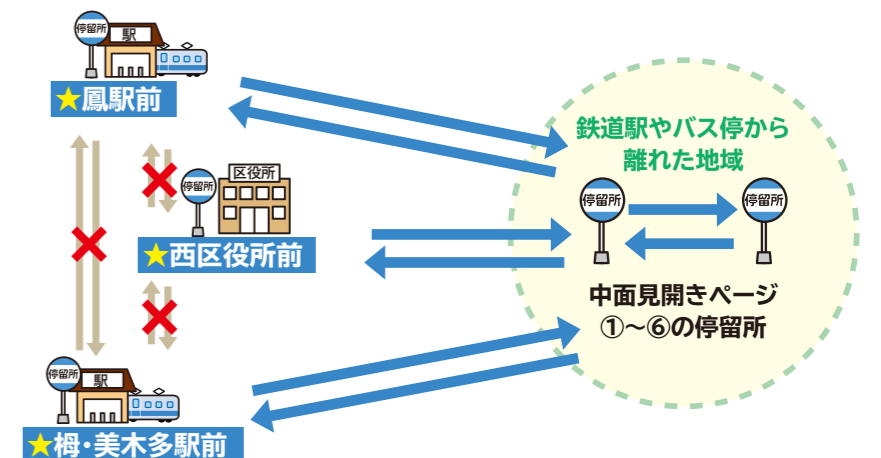 停留所
駅
★鳳駅前
停留所
区役所
★西区役所前
停留所
駅
★栂・美木多駅前
鉄道駅やバス停から
離れた地域
停留所
停留所
中面見開きページ
①〜⑥の停留所